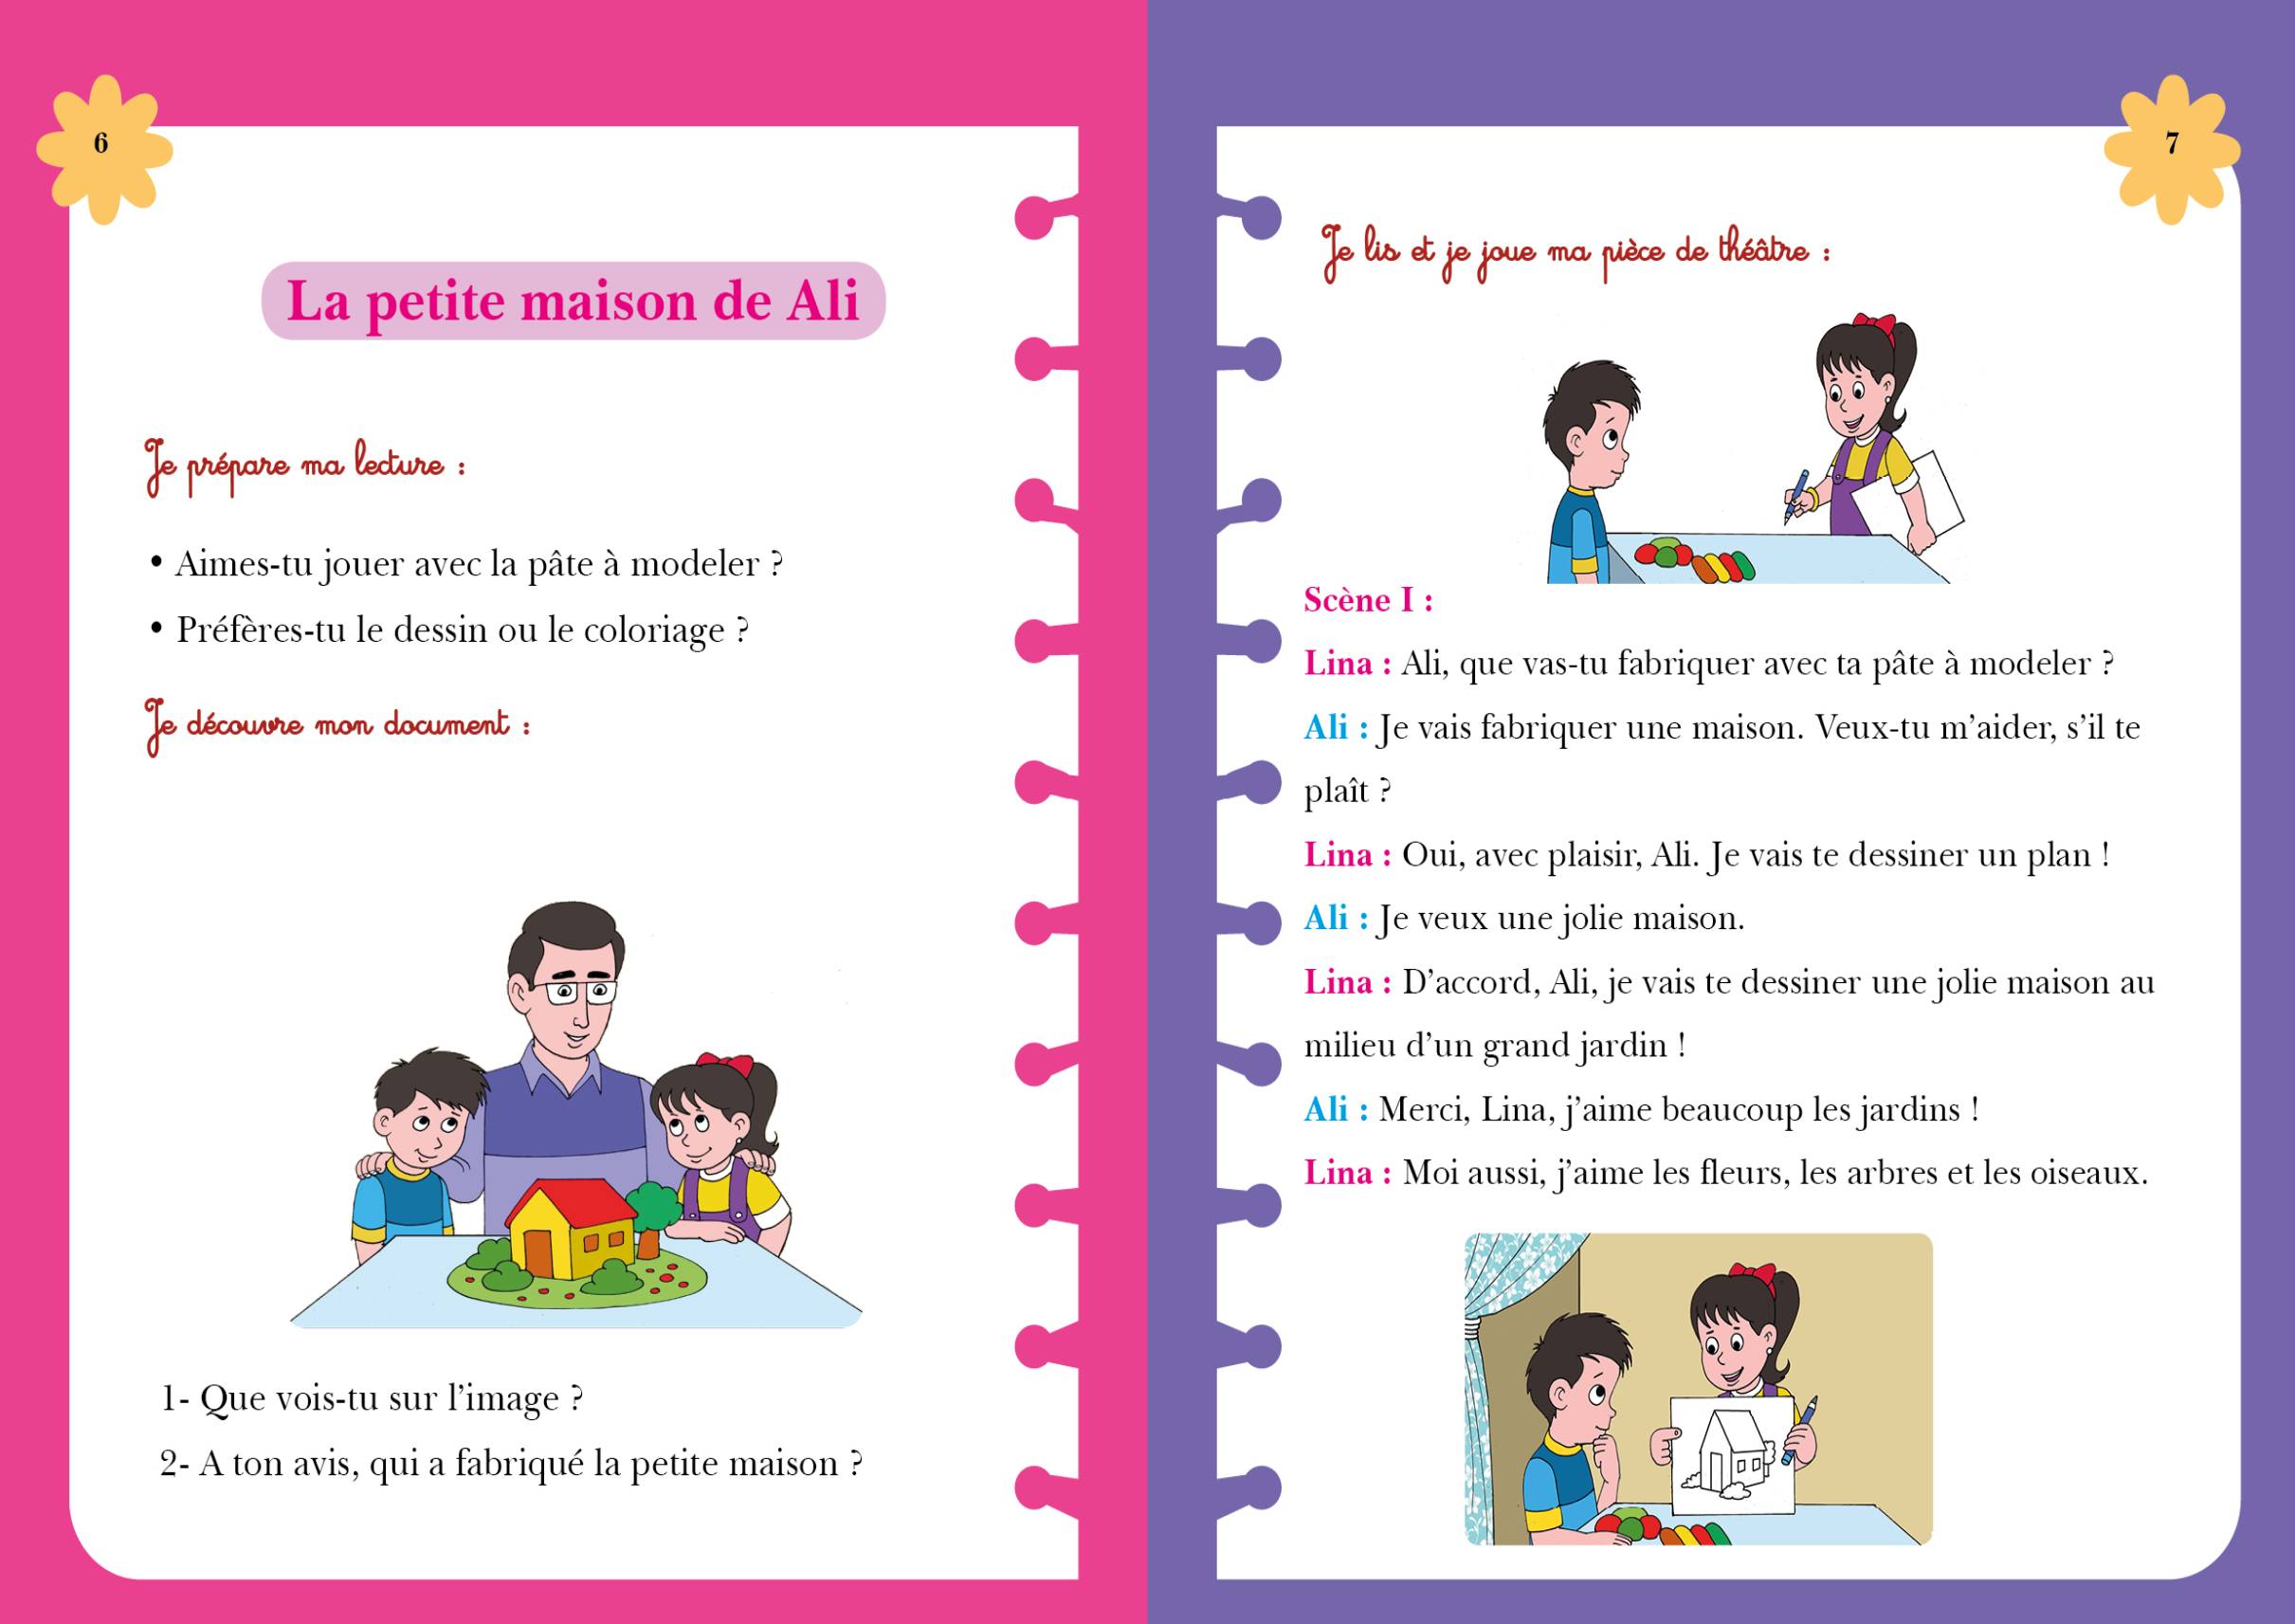 6
La petite maison de Ali
Je prépare ma lecture :
• Aimes-tu jouer avec la pâte à modeler ?
• Préfères-tu le dessin ou le coloriage ?
Je découvre mon document :
1- Que vois-tu sur l’image ?
2- A ton avis, qui a fabriqué la petite maison ?
7
Je lis et je joue ma pièce de théâtre :
Scène I :
Lina : Ali, que vas-tu fabriquer avec ta pâte à modeler ?
Ali : Je vais fabriquer une maison. Veux-tu m’aider, s’il te
plaît ?
Lina : Oui, avec plaisir, Ali. Je vais te dessiner un plan !
Ali : Je veux une jolie maison.
Lina : D’accord, Ali, je vais te dessiner une jolie maison au
milieu d’un grand jardin !
Ali : Merci, Lina, j’aime beaucoup les jardins !
Lina : Moi aussi, j’aime les fleurs, les arbres et les oiseaux.